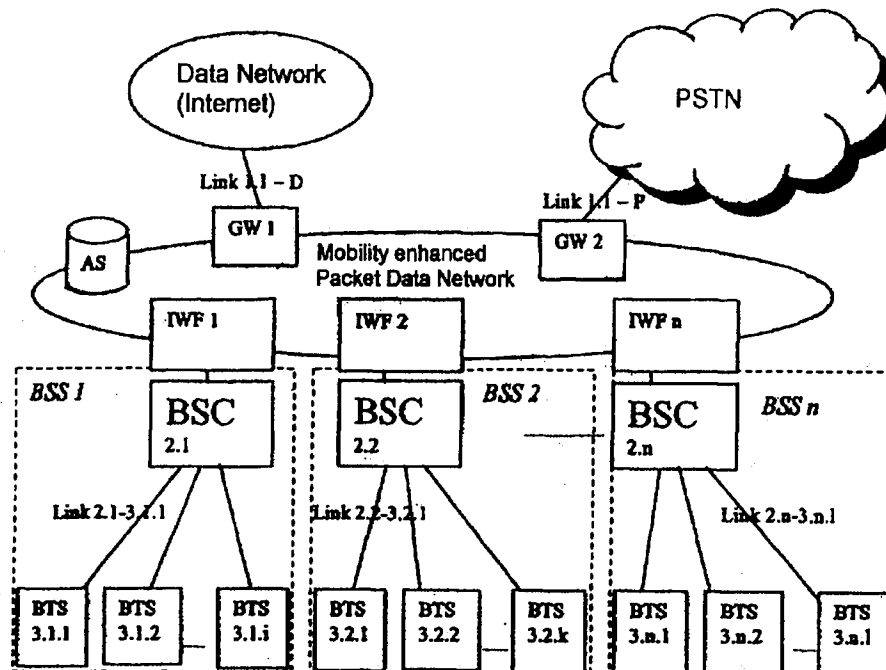 Data Network
(Internet)
PSTN
Link 1.1 – D
Link 1.1 – P
GW 1
GW 2
AS
Mobility enhanced
Packet Data Network
IWF 1
IWF 2
IWF n
BSS 1
BSS 2
BSS n
BSC
2.1
BSC
2.2
BSC
2.n
Link 2.1-3.1.1
Link 2.2-3.2.1
Link 2.n-3.n.1
BTS
3.1.1
BTS
3.1.2
BTS
3.1.i
BTS
3.2.1
BTS
3.2.2
BTS
3.2.k
BTS
3.n.1
BTS
3.n.2
BTS
3.n.l